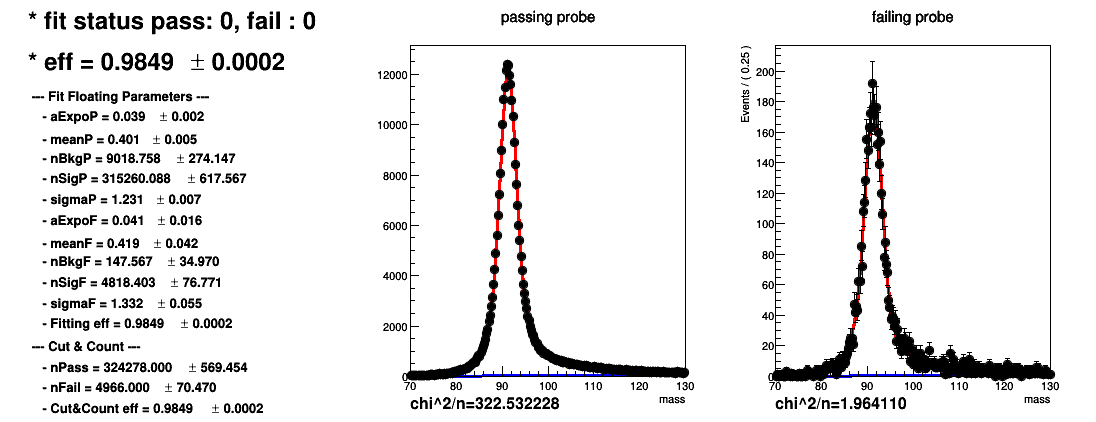 * fit status pass: 0, fail : 0
* eff = 0.9849 ± 0.0002
--- Fit Floating Parameters ---
- aExpoP = 0.039 ± 0.002
- meanP = 0.401 ± 0.005
- nBkgP = 9018.758 ± 274.147
- nSigP = 315260.088 ± 617.567
- sigmaP = 1.231 ± 0.007
- aExpoF = 0.041 ± 0.016
- meanF = 0.419 ± 0.042
- nBkgF = 147.567 ± 34.970
- nSigF = 4818.403 ± 76.771
- sigmaF = 1.332 ± 0.055
- Fitting eff = 0.9849 ± 0.0002
--- Cut & Count ---
- nPass = 324278.000 ± 569.454
- nFail = 4966.000 ± 70.470
- Cut&Count eff = 0.9849 ± 0.0002
passing probe
12000
10000
8000
6000
4000
2000
0
70 80 90 100 110 120 130
mass
chi^2/n=322.532228
failing probe
Events / ( 0.25 )
200
180
160
140
120
100
80
60
40
20
0
70 80 90 100 110 120 130
mass
chi^2/n=1.964110